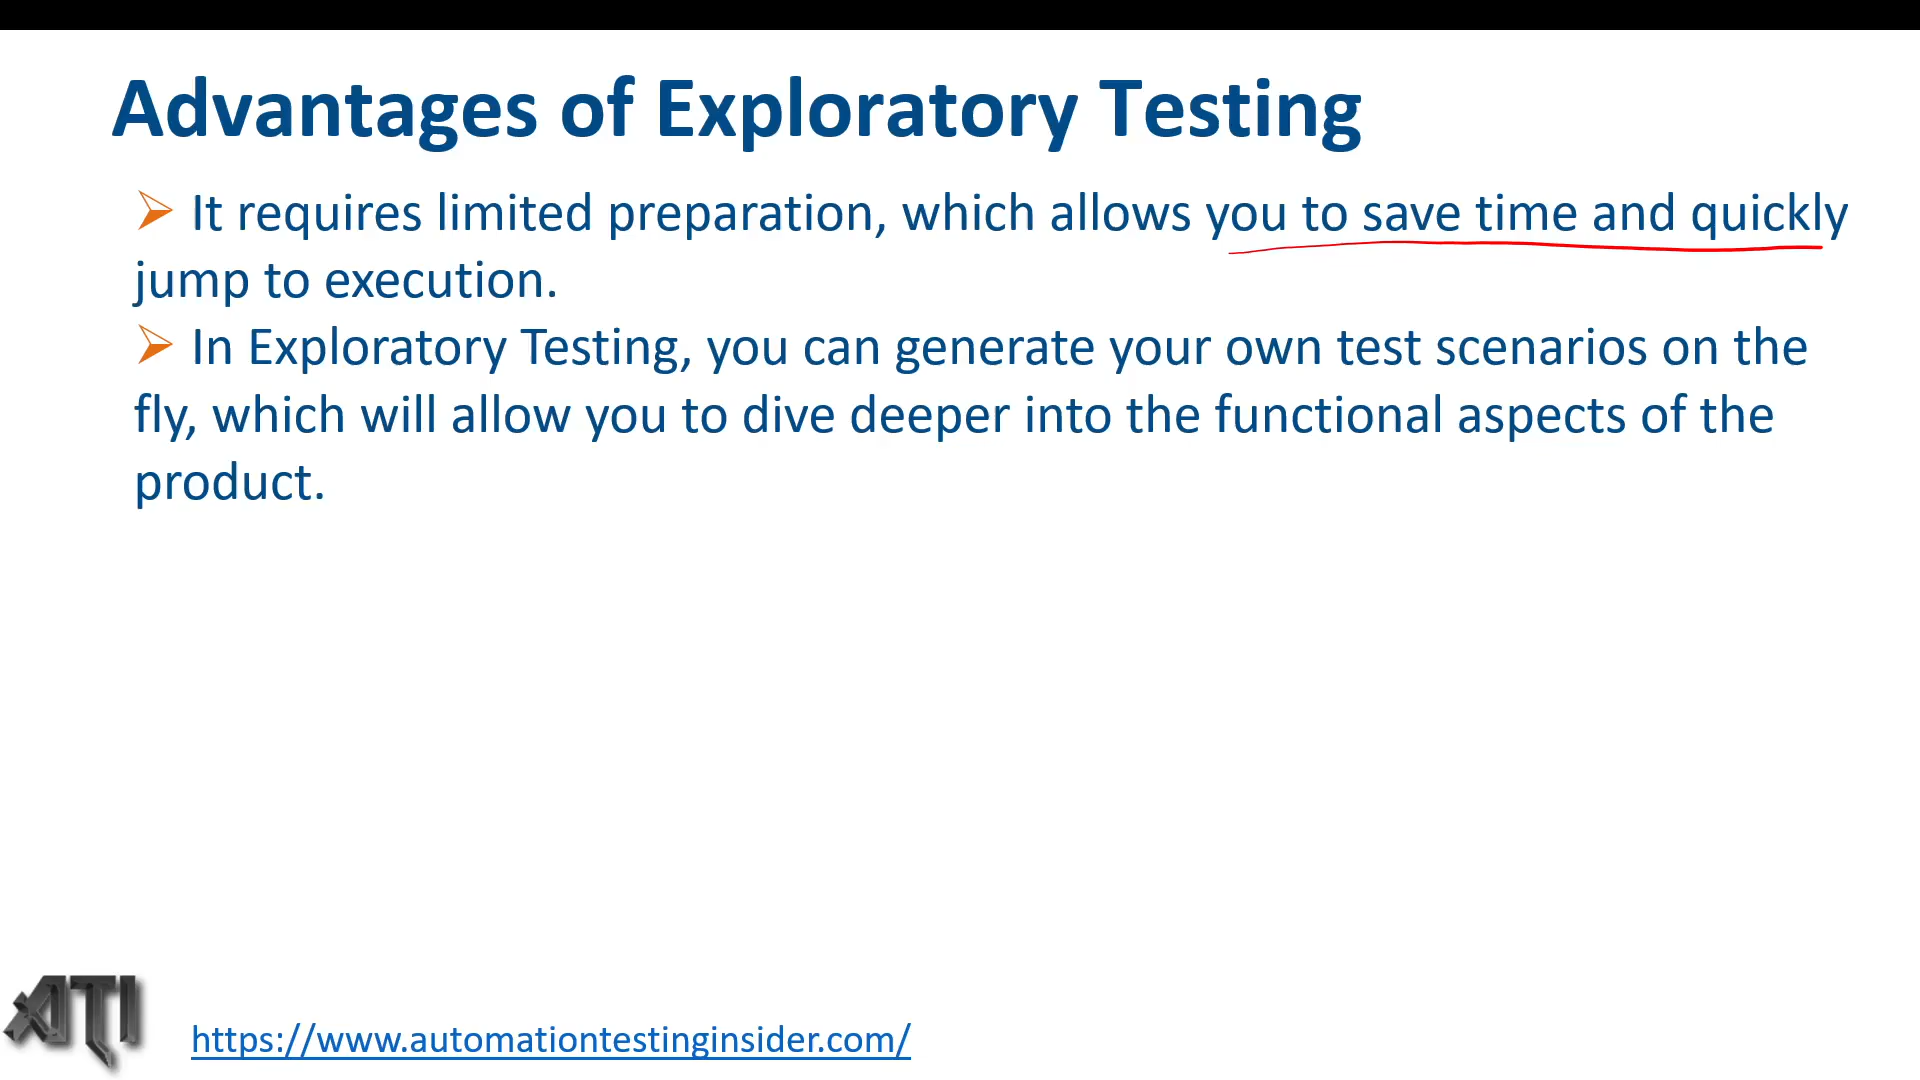 Advantages of Exploratory Testing
It requires limited preparation, which allows you to save time and quickly
jump to execution.
In Exploratory Testing, you can generate your own test scenarios on the
fly, which will allow you to dive deeper into the functional aspects of the
product.
ATI
https://www.automationtestinginsider.com/